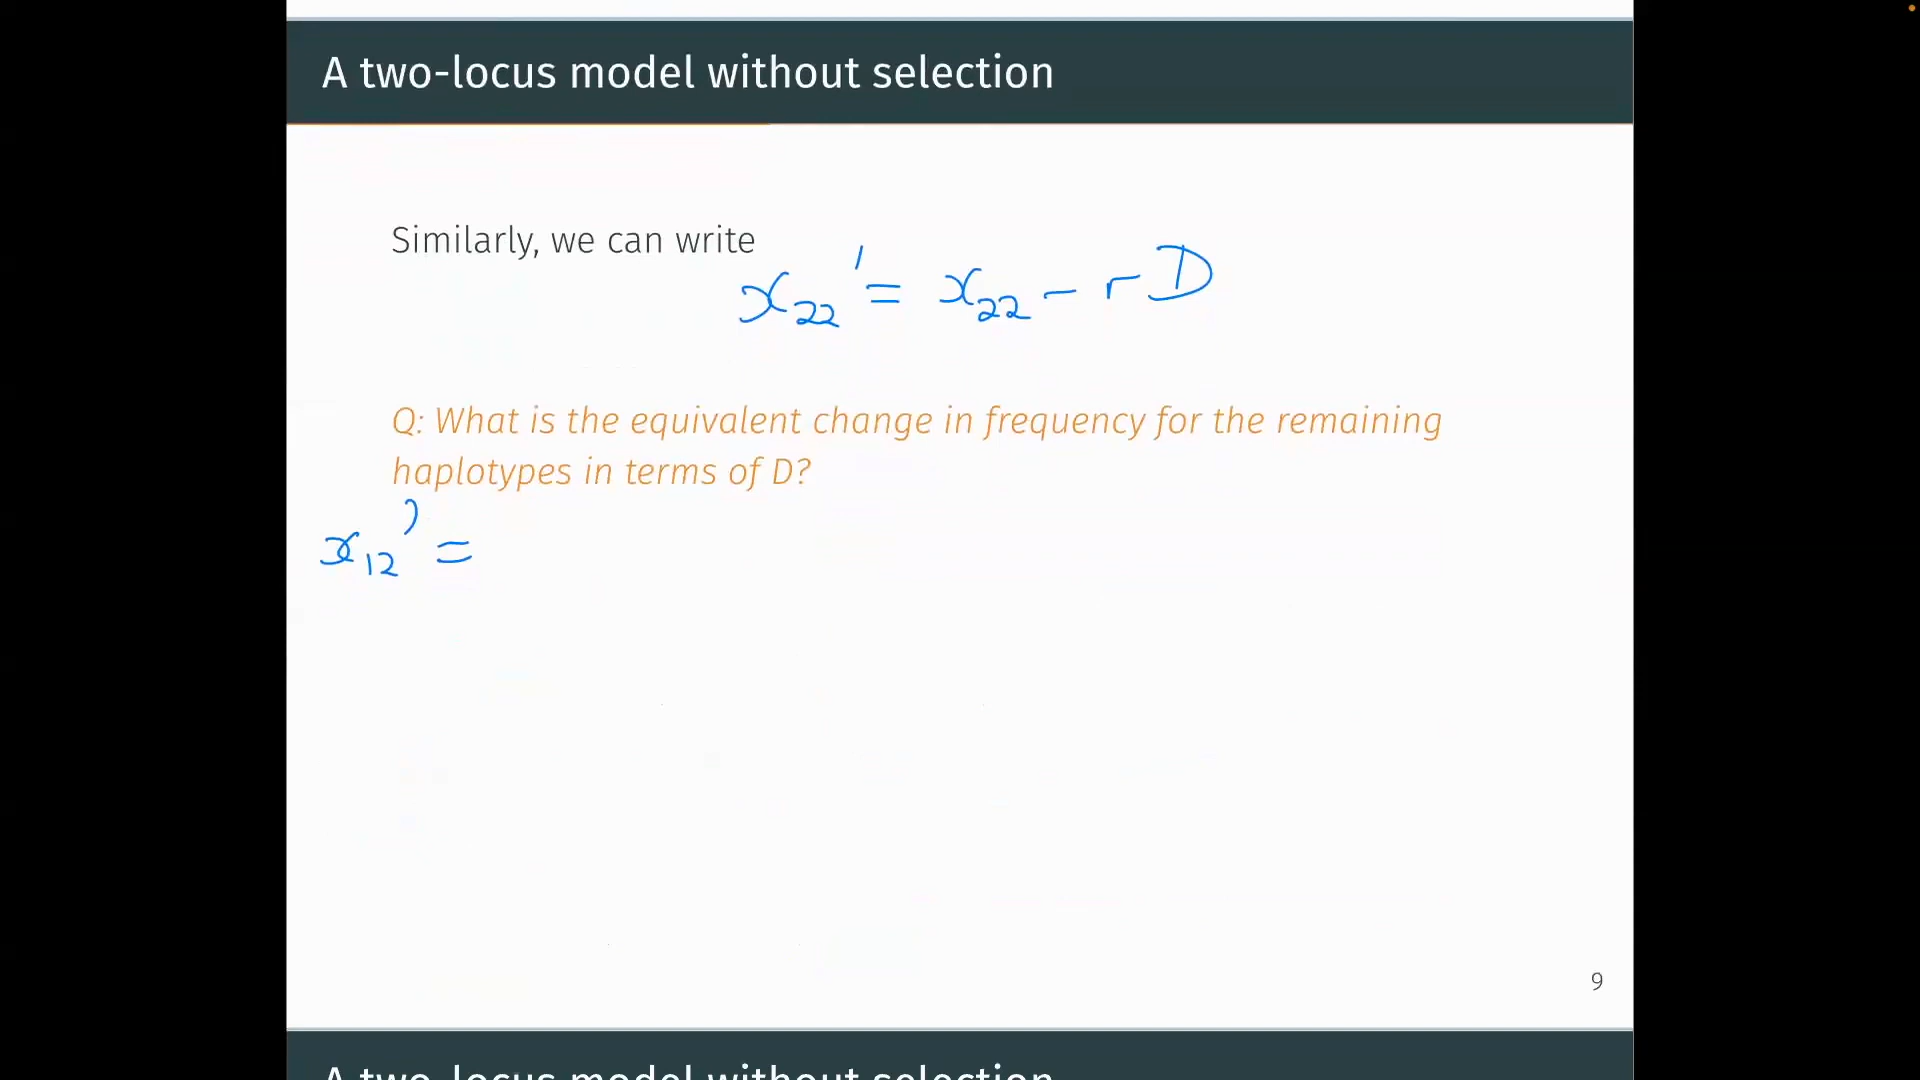 A two-locus model without selection
Similarly, we can write
x₂₂' = x₂₂ - rD
Q: What is the equivalent change in frequency for the remaining
haplotypes in terms of D?
x₁₂' =
9
A two-locus model without selection